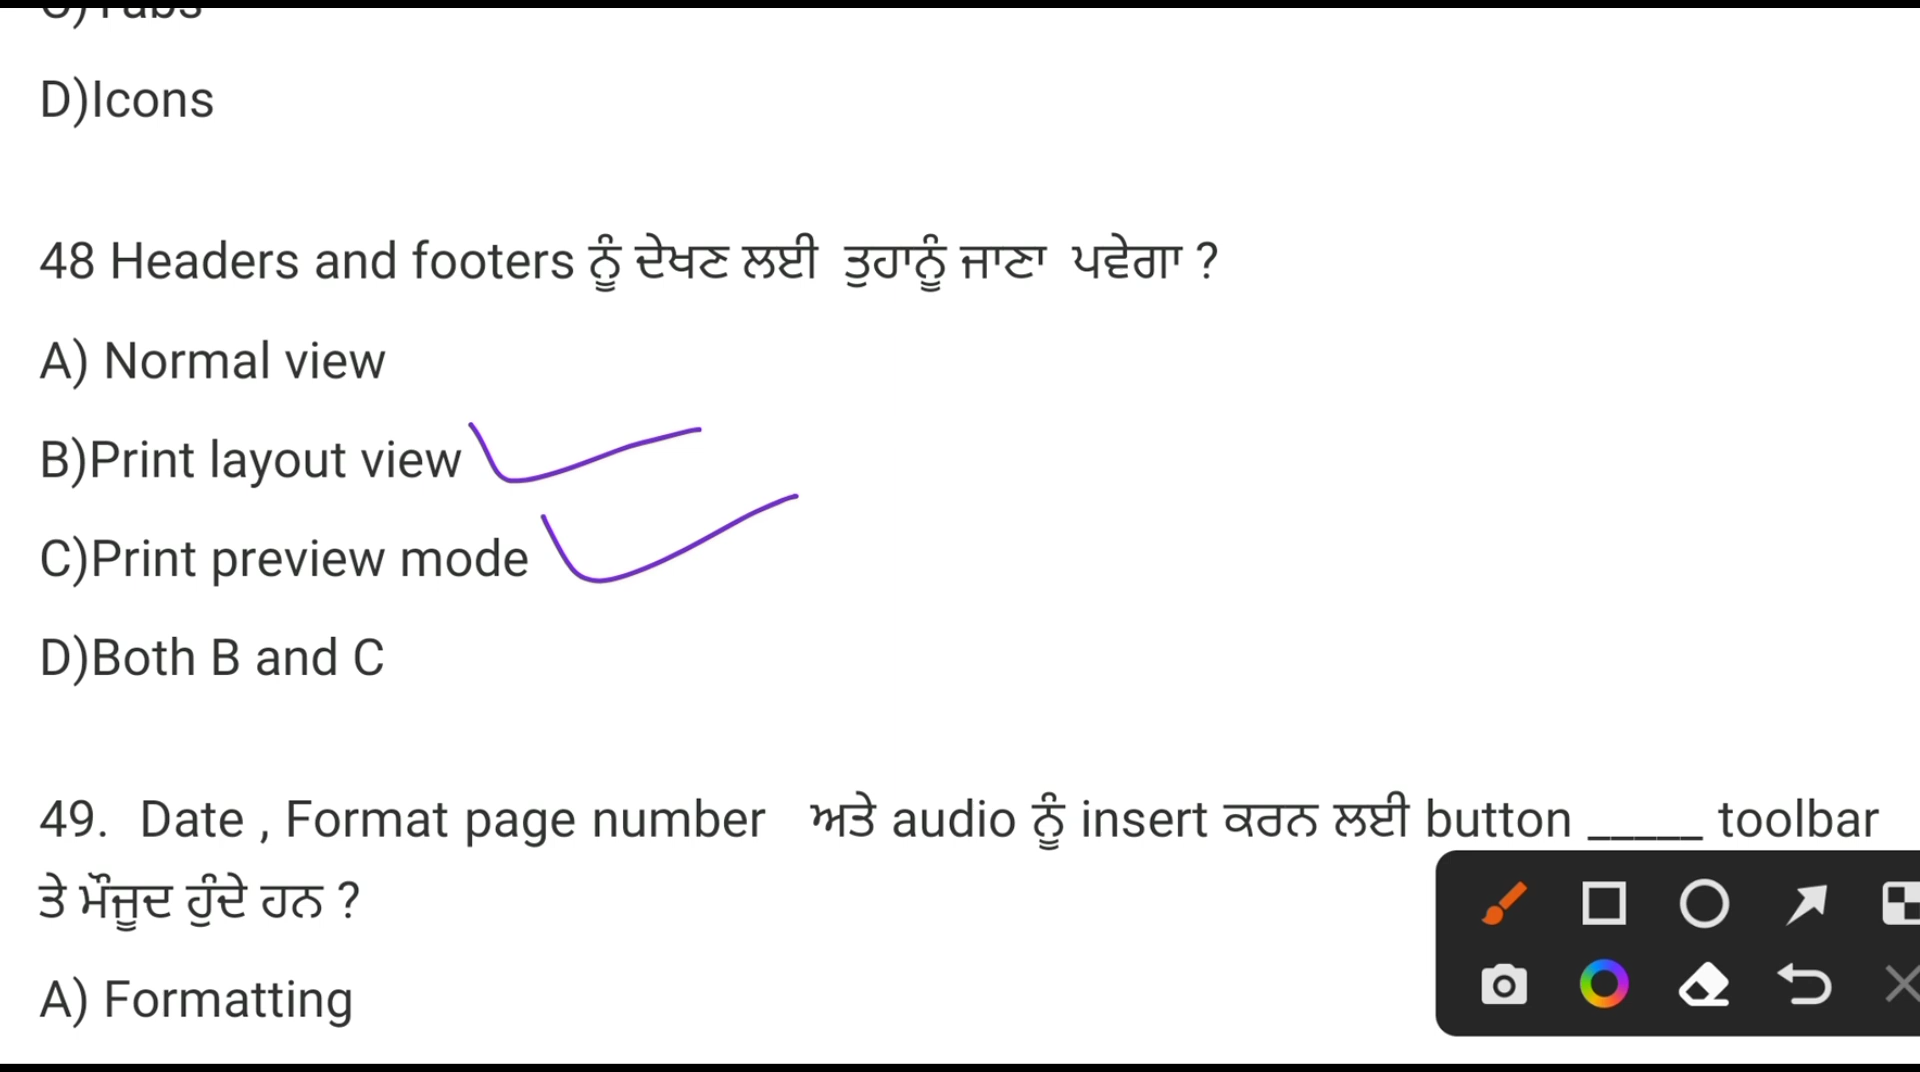 D)Icons
48 Headers and footers ਨੂੰ ਦੇਖਣ ਲਈ ਤੁਹਾਨੂੰ ਜਾਣਾ ਪਵੇਗਾ ?
A) Normal view
B)Print layout view
C)Print preview mode
D)Both B and C
49. Date , Format page number ਅਤੇ audio ਨੂੰ insert ਕਰਨ ਲਈ button _____ toolbar
ਤੇ ਮੌਜੂਦ ਹੁੰਦੇ ਹਨ ?
A) Formatting